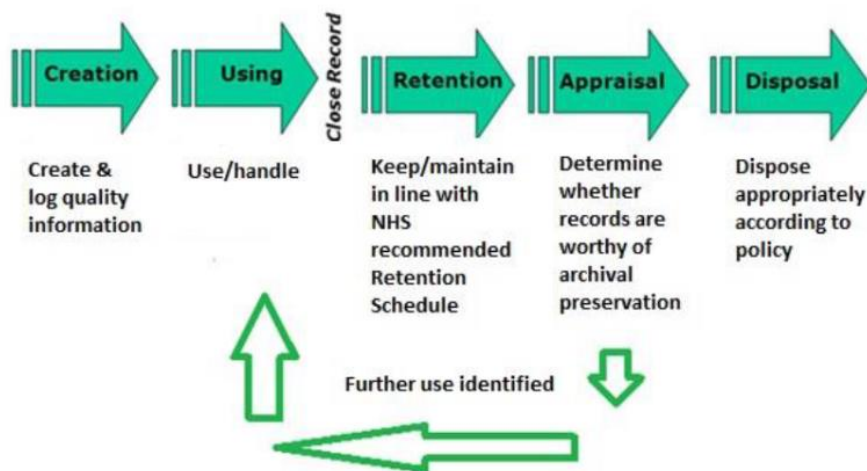 Creation
Using
Close Record
Retention
Appraisal
Disposal
Create &
log quality
information
Use/handle
Keep/maintain
in line with
NHS
recommended
Retention
Schedule
Determine
whether
records are
worthy of
archival
preservation
Dispose
appropriately
according to
policy
Further use identified